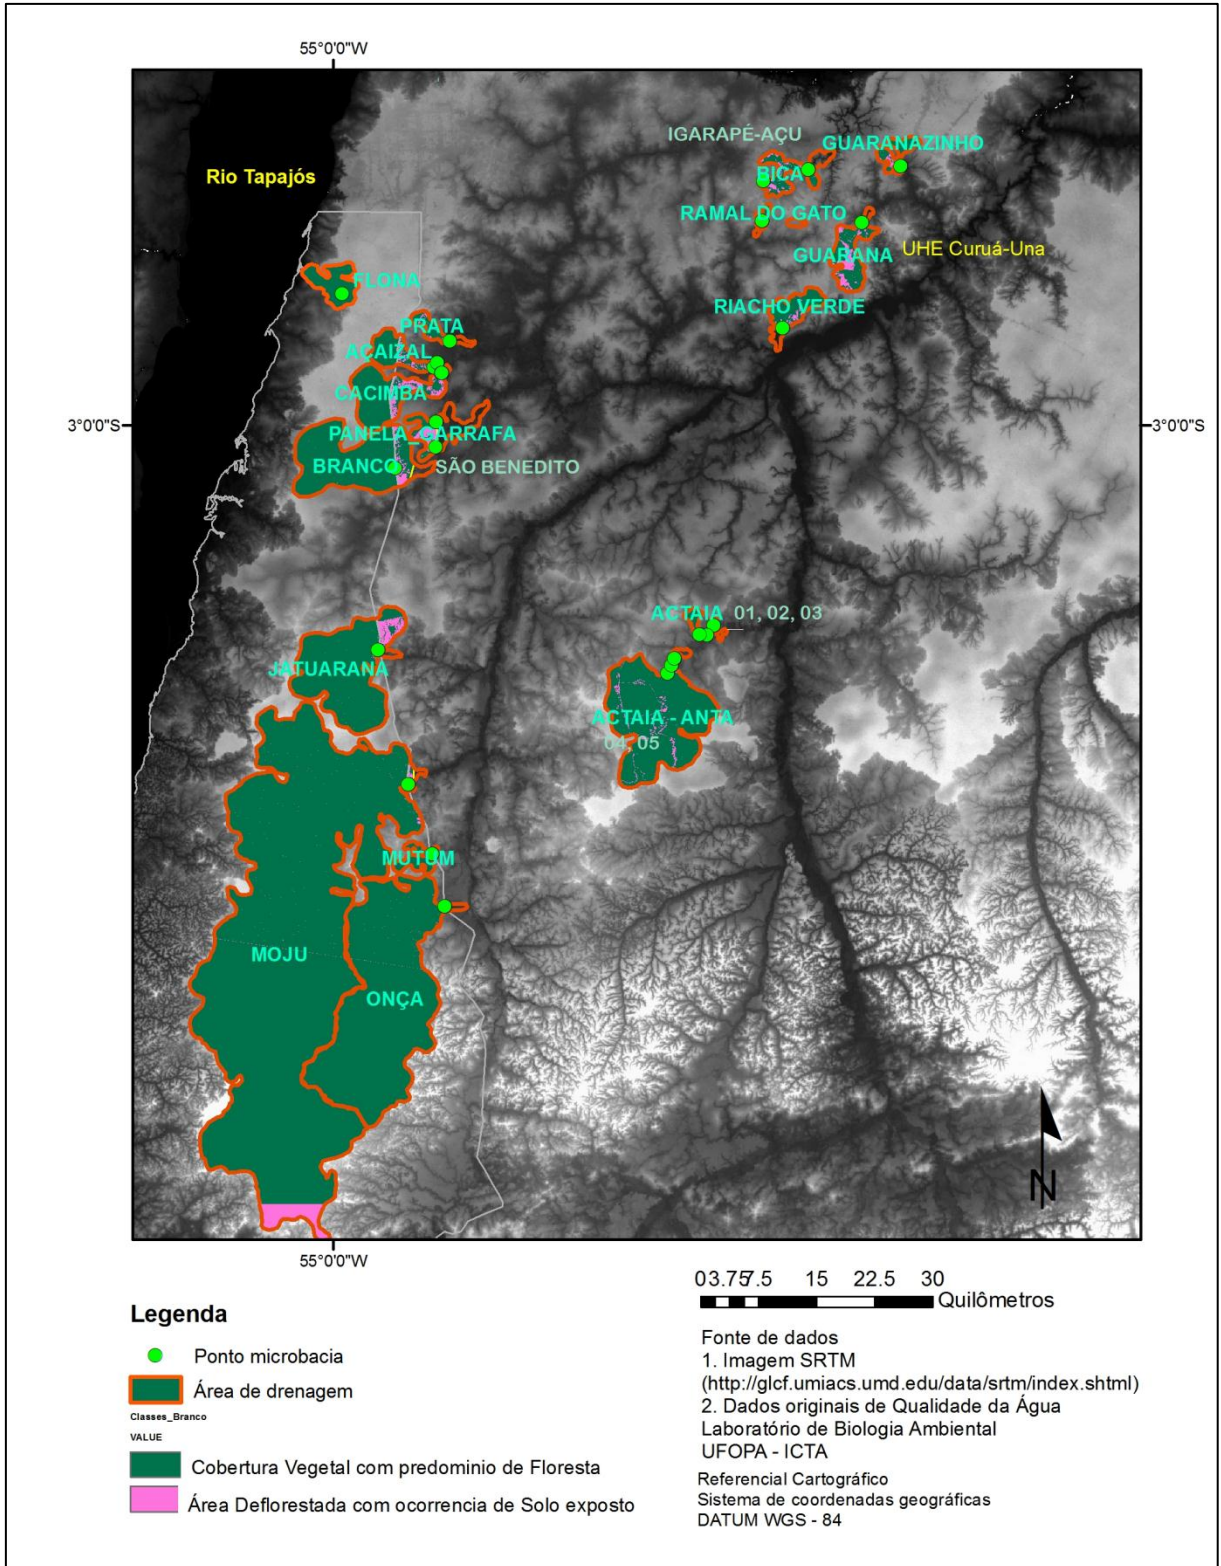 55°0'0"W
IGARAPÉ-AÇU
GUARANAZINHO
BICA
Rio Tapajós
RAMAL DO GATO
GUARANA
UHE Curuá-Una
FLONA
RIACHO VERDE
PRATA
AÇAIZAL
CACIMBA
3°0'0"S
3°0'0"S
PANELA_GARRAFA
BRANCO
SÃO BENEDITO
ACTAIA
01, 02, 03
JATUARANA
ACTAIA - ANTA
04, 05
MUTUM
MOJU
ONÇA
N
55°0'0"W
Legenda
Ponto microbacia
Área de drenagem
Classes_Branco
VALUE
Cobertura Vegetal com predominio de Floresta
Área Deflorestada com ocorrencia de Solo exposto
0 3.75 7.5 15 22.5 30
Quilômetros
Fonte de dados
1. Imagem SRTM
(http://glcf.umiacs.umd.edu/data/srtm/index.shtml)
2. Dados originais de Qualidade da Água
Laboratório de Biologia Ambiental
UFOPA - ICTA
Referencial Cartográfico
Sistema de coordenadas geográficas
DATUM WGS - 84